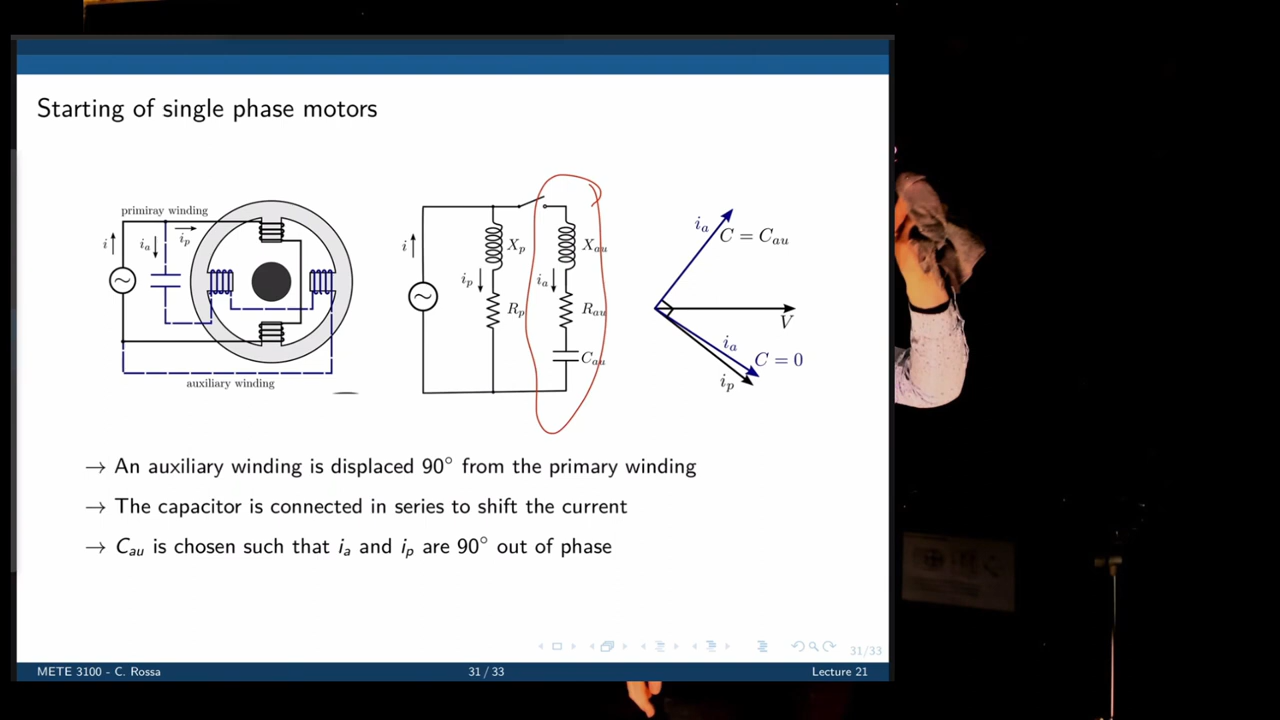 Starting of single phase motors
primiray winding
i
i_a
i_p
auxiliary winding
i
X_p
i_p
R_p
X_au
i_a
R_au
C_au
i_a
C = C_au
V
i_a
C = 0
i_p
→ An auxiliary winding is displaced 90° from the primary winding
→ The capacitor is connected in series to shift the current
→ C_au is chosen such that i_a and i_p are 90° out of phase
31/33
METE 3100 - C. Rossa
31 / 33
Lecture 21